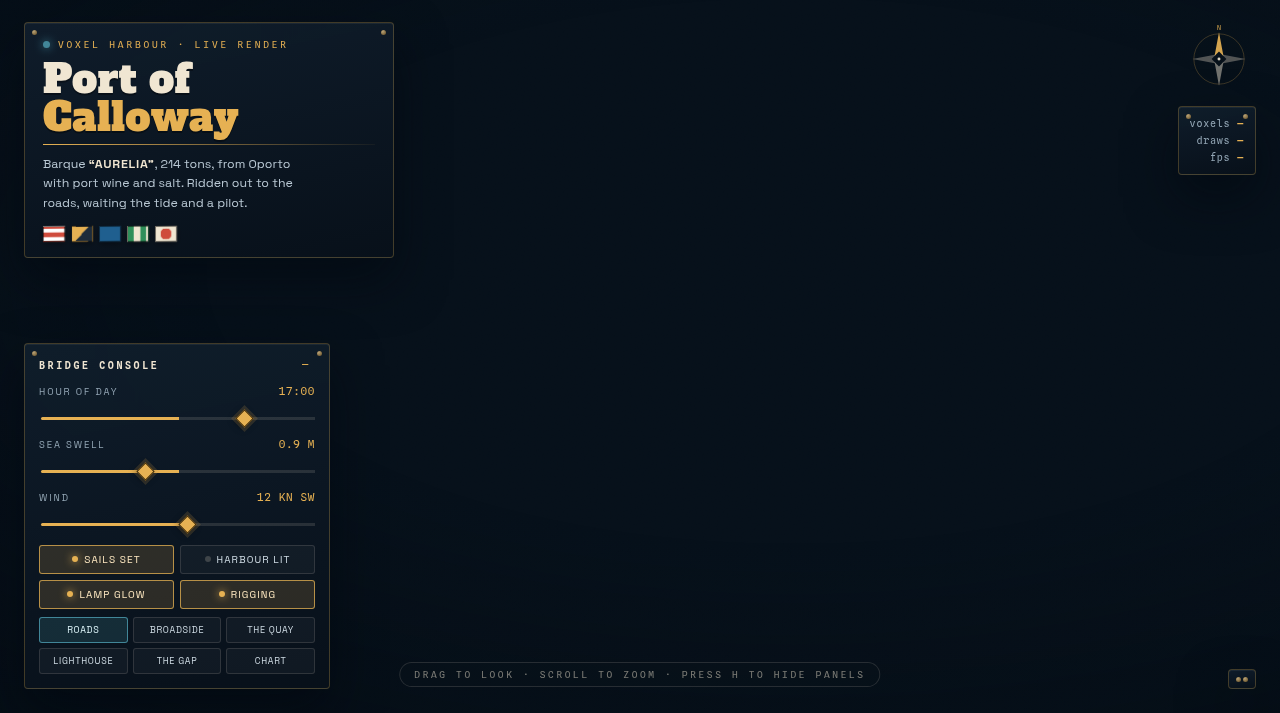 VOXEL HARBOUR · LIVE RENDER
Port of
Calloway
Barque “AURELIA”, 214 tons, from Oporto
with port wine and salt. Ridden out to the
roads, waiting the tide and a pilot.
N
voxels —
draws —
fps —
BRIDGE CONSOLE —
HOUR OF DAY 17:00
SEA SWELL 0.9 M
WIND 12 KN SW
SAILS SET HARBOUR LIT
LAMP GLOW RIGGING
ROADS BROADSIDE THE QUAY
LIGHTHOUSE THE GAP CHART
DRAG TO LOOK · SCROLL TO ZOOM · PRESS H TO HIDE PANELS